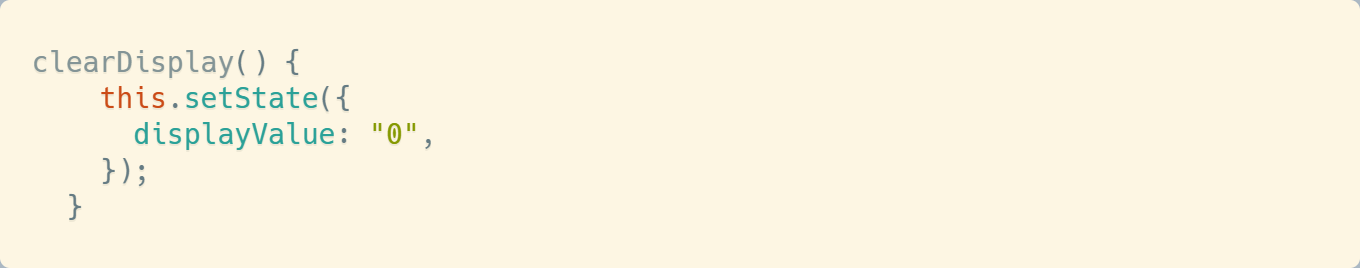 clearDisplay() {
    this.setState({
      displayValue: "0",
    });
  }